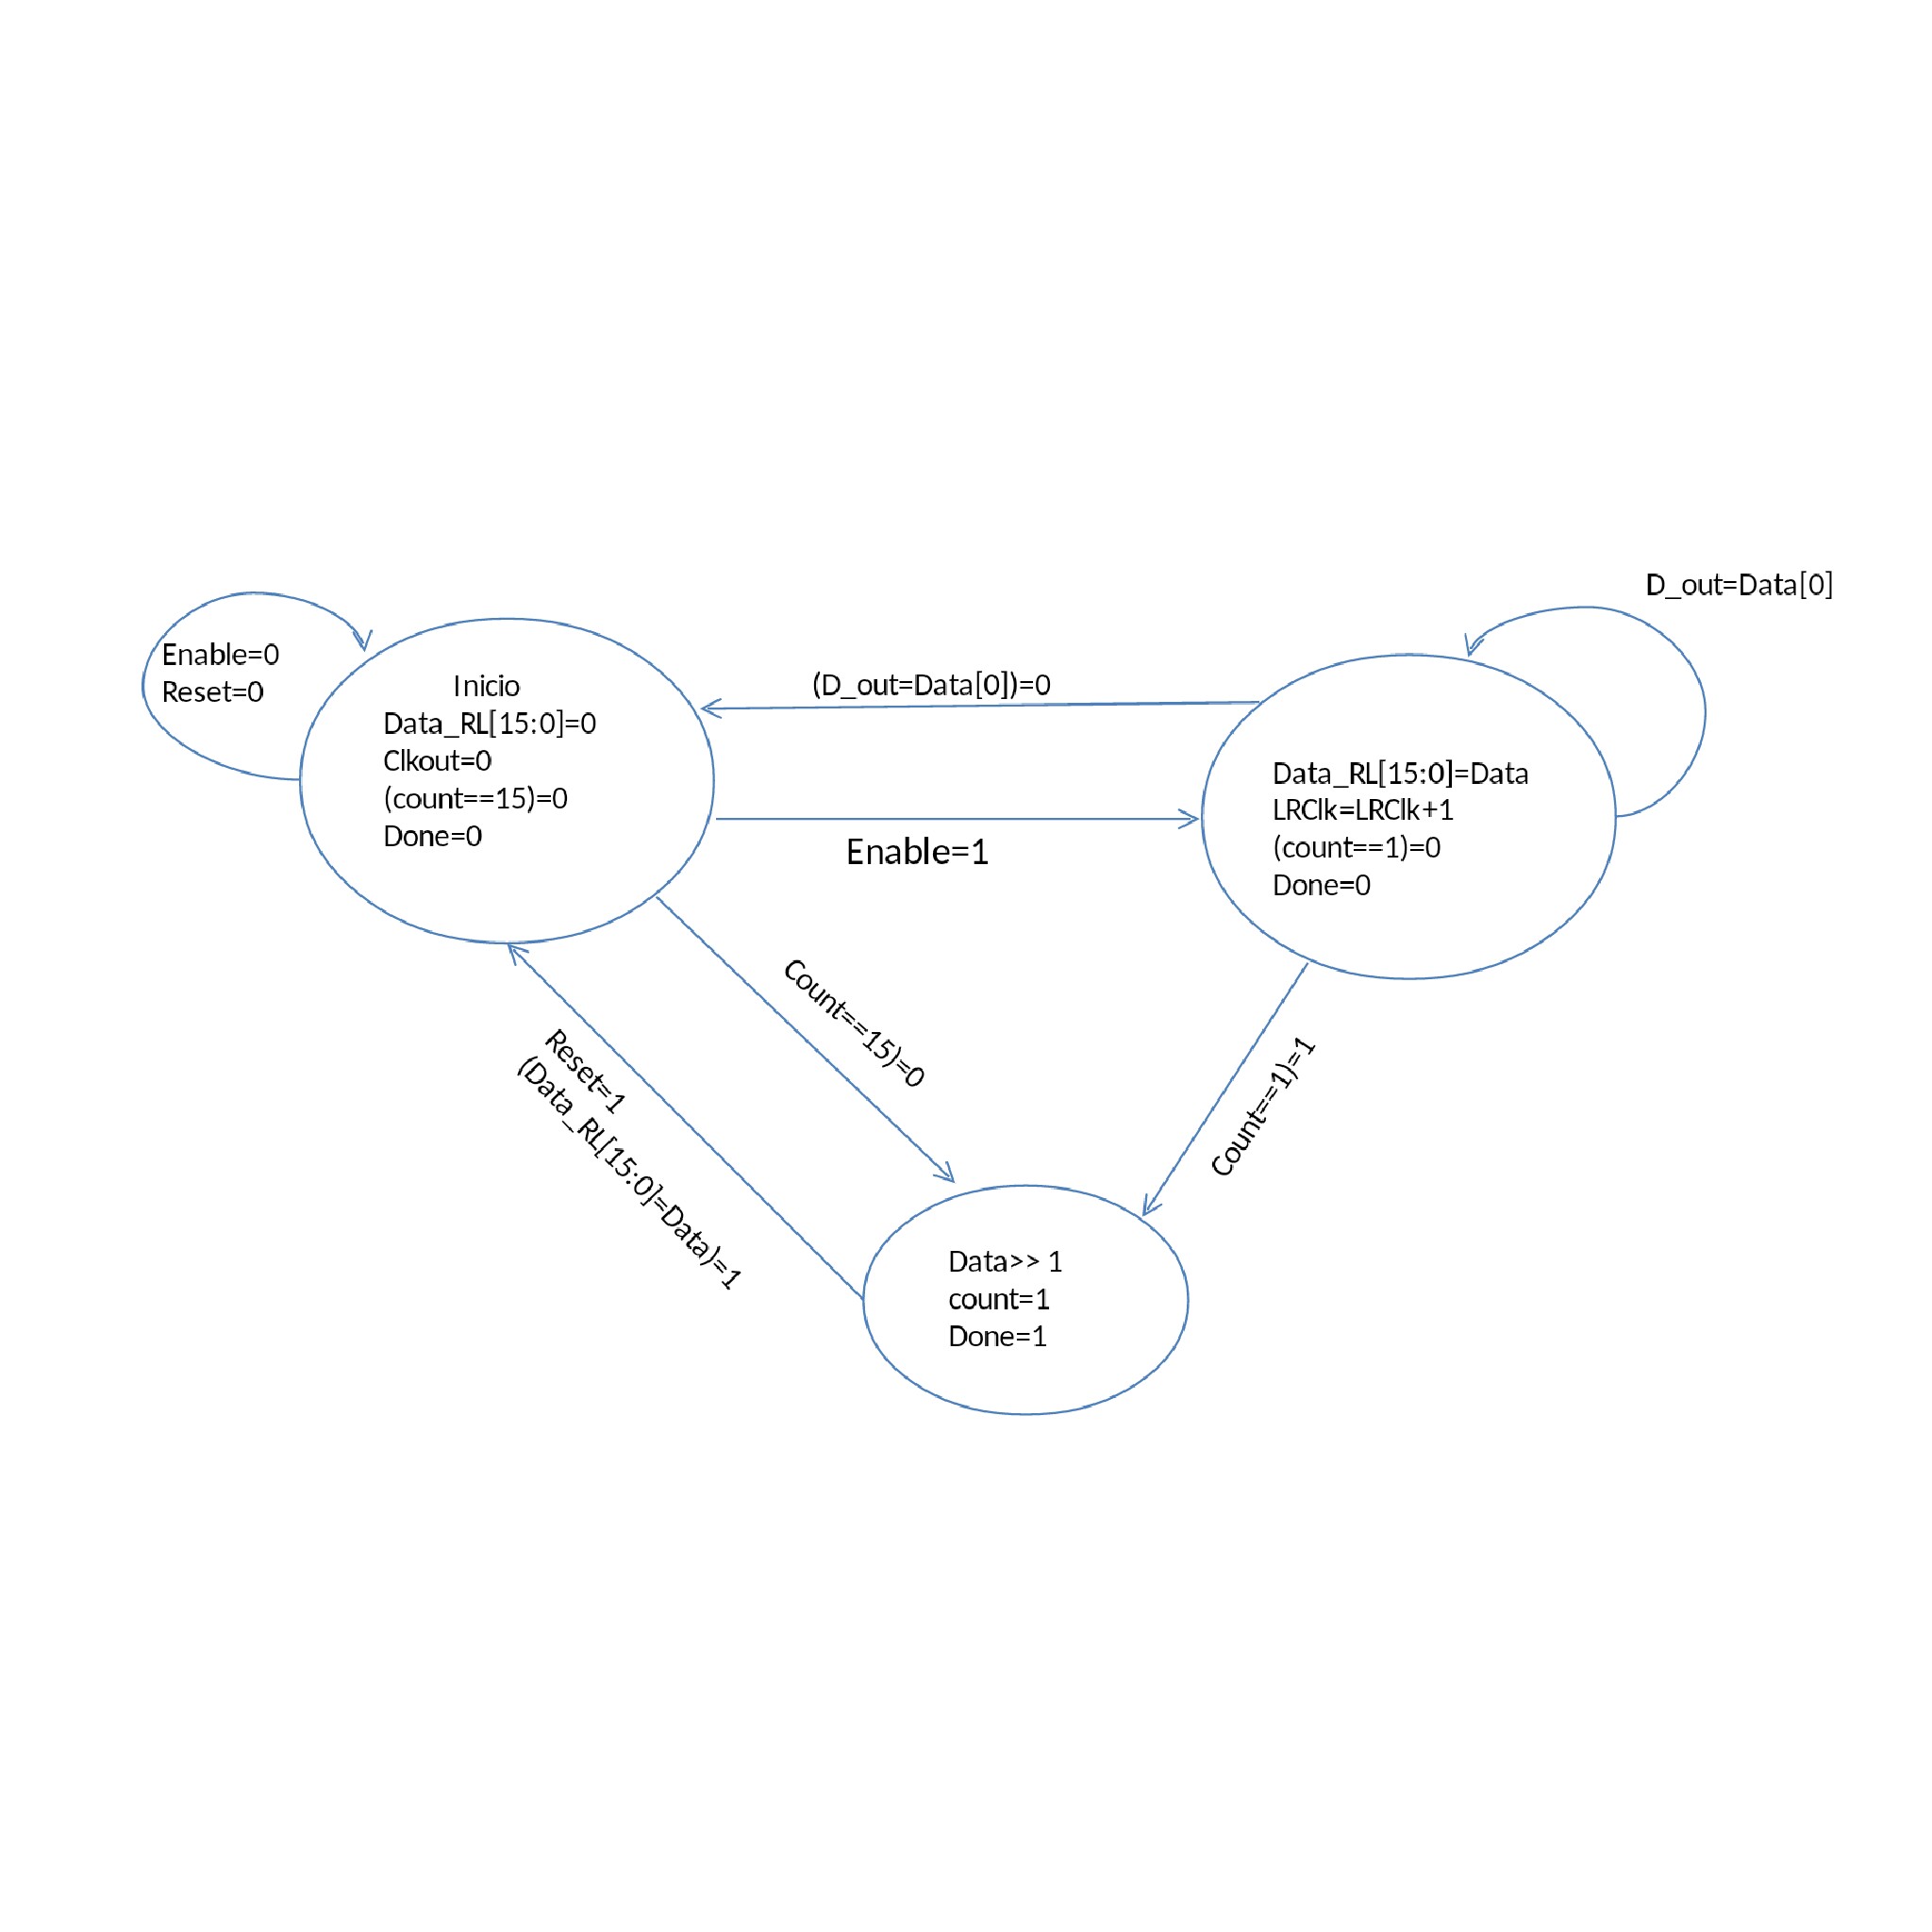 D_out=Data[0]
Enable=0
Reset=0
Inicio
Data_RL[15:0]=0
Clkout=0
(count==15)=0
Done=0
(D_out=Data[0])=0
Enable=1
Data_RL[15:0]=Data
LRClk=LRClk+1
(count==1)=0
Done=0
Count==15)=0
Reset=1
(Data_RL[15:0]=Data)=1
Count==1)=1
Data>> 1
count=1
Done=1